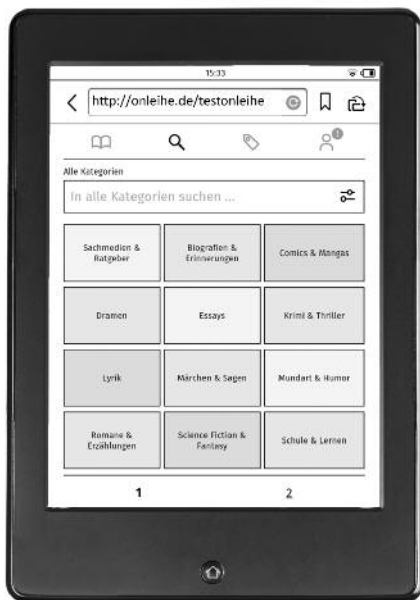 15:33
http://onleihe.de/testonleihe
Alle Kategorien
In alle Kategorien suchen ...
Sachmedien &
Ratgeber
Biografien &
Erinnerungen
Comics & Mangas
Dramen
Essays
Krimi & Thriller
Lyrik
Märchen & Sagen
Mundart & Humor
Romane &
Erzählungen
Science Fiction &
Fantasy
Schule & Lernen
1
2